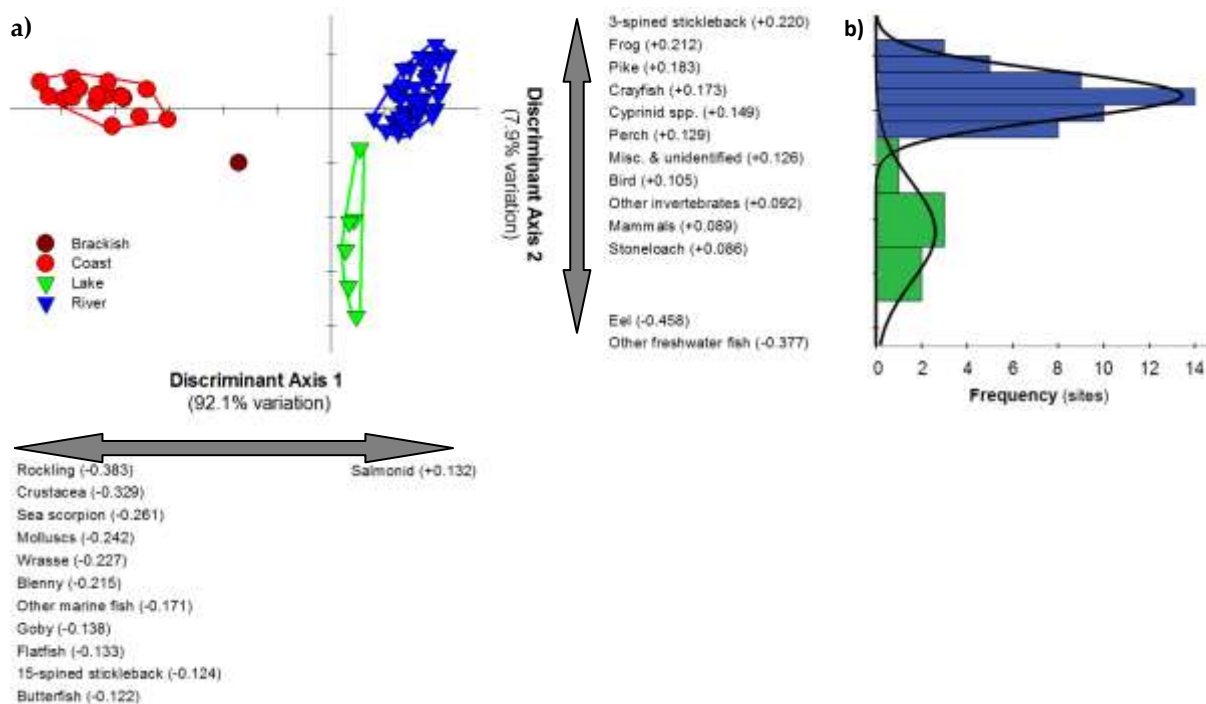 a)
Brackish
Coast
Lake
River
Discriminant Axis 1
(92.1% variation)
Discriminant Axis 2
(7.9% variation)
3-spined stickleback (+0.220)
Frog (+0.212)
Pike (+0.183)
Crayfish (+0.173)
Cyprinid spp. (+0.149)
Perch (+0.129)
Misc. & unidentified (+0.126)
Bird (+0.105)
Other invertebrates (+0.092)
Mammals (+0.089)
Stoneloach (+0.086)
Eel (-0.458)
Other freshwater fish (-0.377)
b)
0 2 4 6 8 10 12 14
Frequency (sites)
Rockling (-0.383)
Crustacea (-0.329)
Sea scorpion (-0.261)
Molluscs (-0.242)
Wrasse (-0.227)
Blenny (-0.215)
Other marine fish (-0.171)
Goby (-0.138)
Flatfish (-0.133)
15-spined stickleback (-0.124)
Butterfish (-0.122)
Salmonid (+0.132)